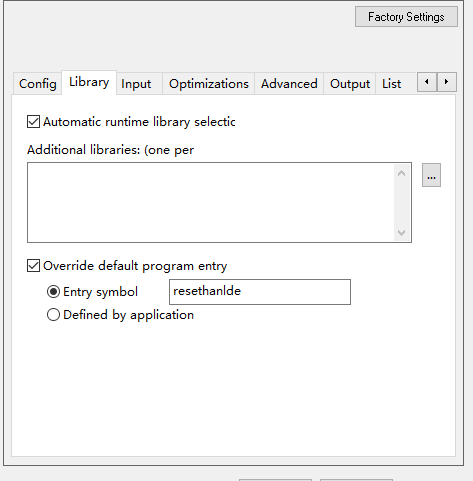 Factory Settings
Config Library Input Optimizations Advanced Output List
Automatic runtime library selectic
Additional libraries: (one per
...
Override default program entry
Entry symbol resethanlde
Defined by application